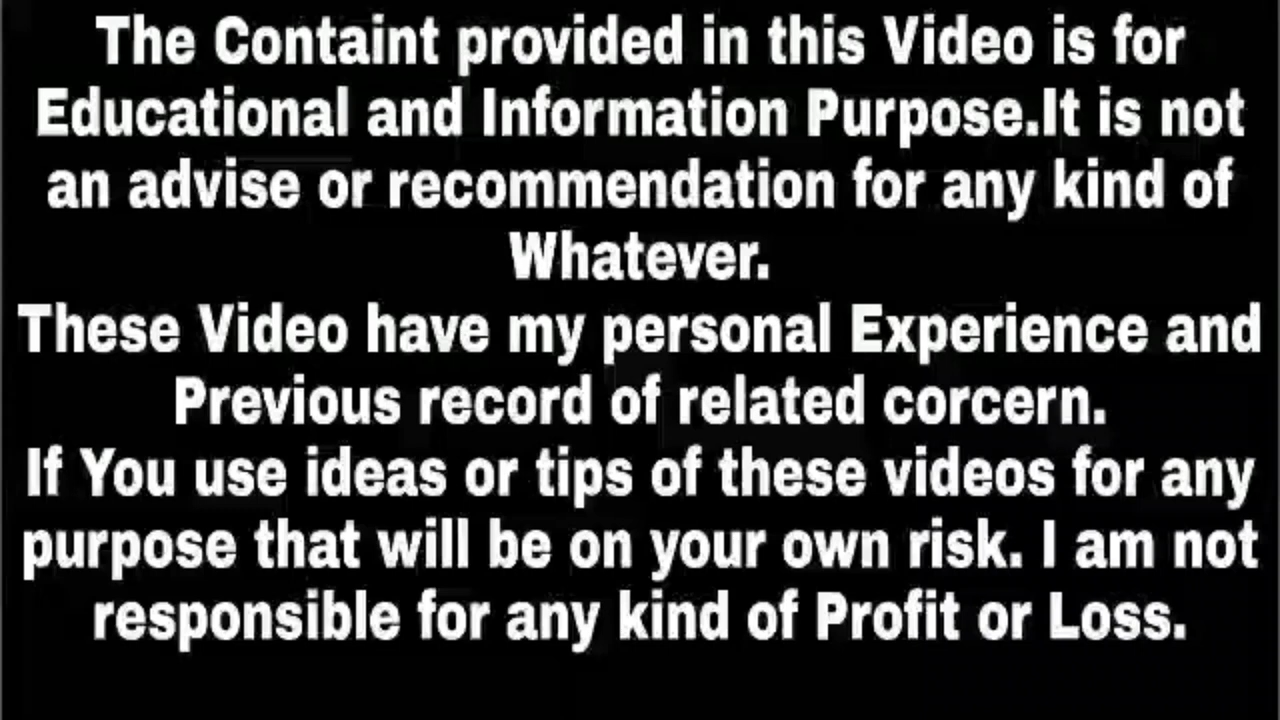 The Containt provided in this Video is for
Educational and Information Purpose.It is not
an advise or recommendation for any kind of
Whatever.
These Video have my personal Experience and
Previous record of related corcern.
If You use ideas or tips of these videos for any
purpose that will be on your own risk. I am not
responsible for any kind of Profit or Loss.